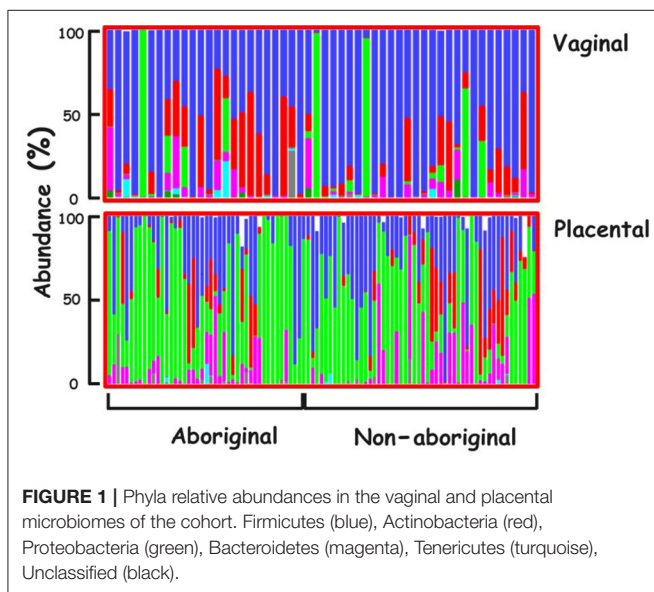 100
Vaginal
50
0
Abundance (%)
100
Placental
50
0
Aboriginal Non-aboriginal
FIGURE 1 | Phyla relative abundances in the vaginal and placental
microbiomes of the cohort. Firmicutes (blue), Actinobacteria (red),
Proteobacteria (green), Bacteroidetes (magenta), Tenericutes (turquoise),
Unclassified (black).